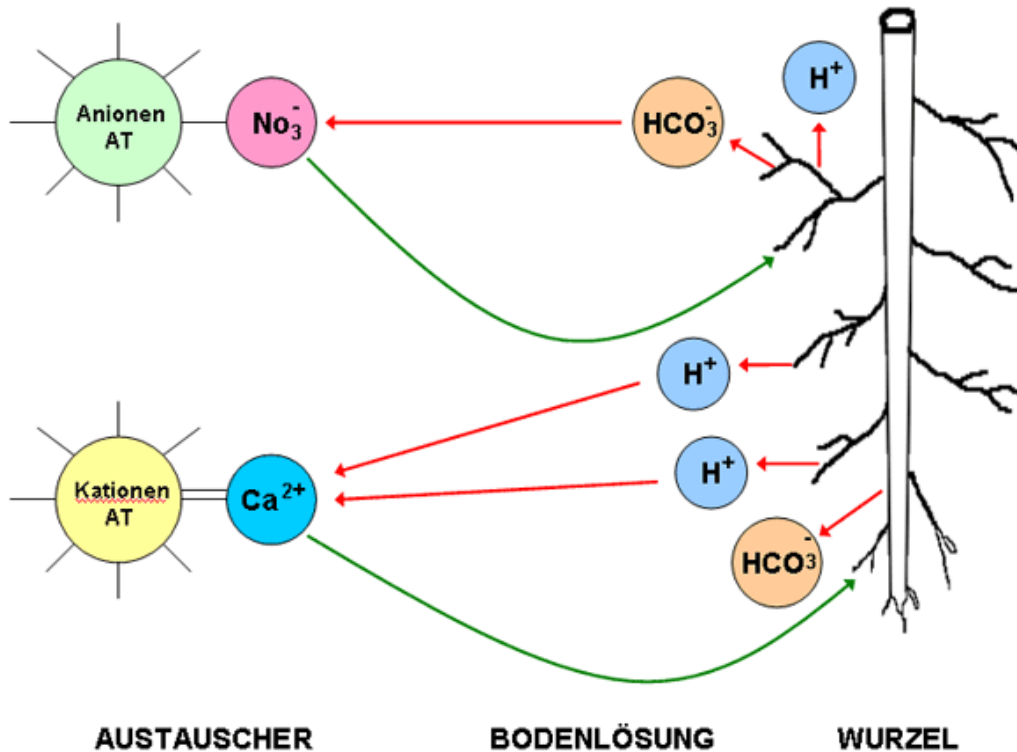 Anionen
AT
No₃⁻
HCO₃⁻
H⁺
H⁺
Kationen
AT
Ca²⁺
H⁺
HCO₃⁻
AUSTAUSCHER BODENLÖSUNG WURZEL